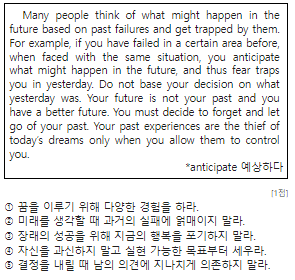 Many people think of what might happen in the
future based on past failures and get trapped by them.
For example, if you have failed in a certain area before,
when faced with the same situation, you anticipate
what might happen in the future, and thus fear traps
you in yesterday. Do not base your decision on what
yesterday was. Your future is not your past and you
have a better future. You must decide to forget and let
go of your past. Your past experiences are the thief of
today's dreams only when you allow them to control
you.
*anticipate 예상하다
[1점]
① 꿈을 이루기 위해 다양한 경험을 하라.
② 미래를 생각할 때 과거의 실패에 얽매이지 말라.
③ 장래의 성공을 위해 지금의 행복을 포기하지 말라.
④ 자신을 과신하지 말고 실현 가능한 목표부터 세우라.
⑤ 결정을 내릴 때 남의 의견에 지나치게 의존하지 말라.